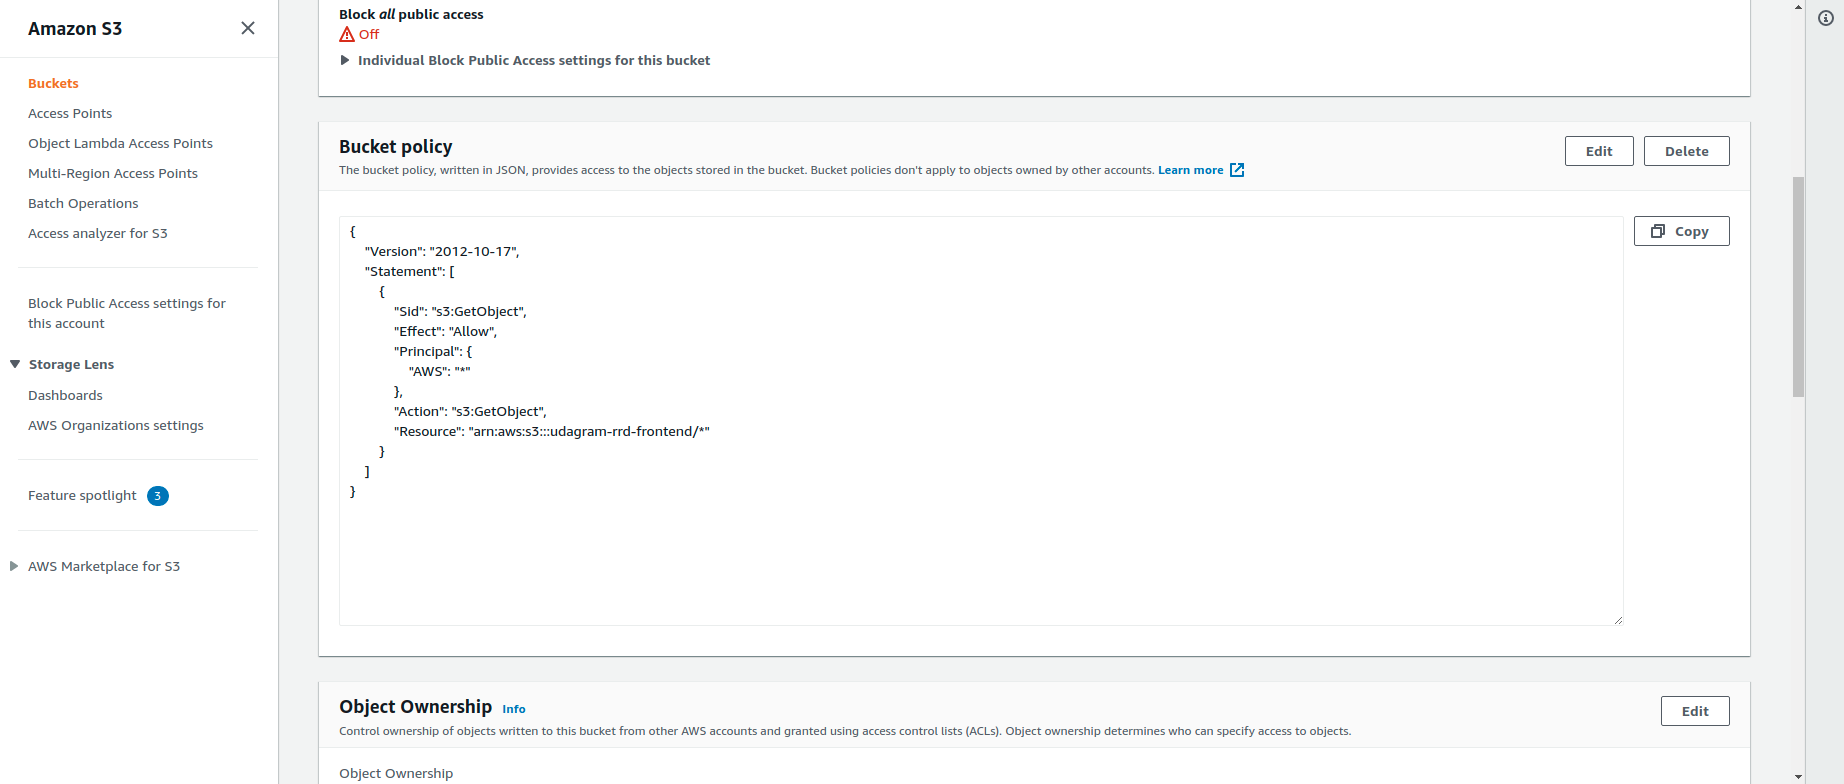 Amazon S3
Buckets
Access Points
Object Lambda Access Points
Multi-Region Access Points
Batch Operations
Access analyzer for S3
Block Public Access settings for
this account
Storage Lens
Dashboards
AWS Organizations settings
Feature spotlight 3
AWS Marketplace for S3
Block all public access
Off
Individual Block Public Access settings for this bucket
Bucket policy
Edit
Delete
The bucket policy, written in JSON, provides access to the objects stored in the bucket. Bucket policies don't apply to objects owned by other accounts. Learn more
Copy
{
"Version": "2012-10-17",
"Statement": [
{
"Sid": "s3:GetObject",
"Effect": "Allow",
"Principal": {
"AWS": "*"
},
"Action": "s3:GetObject",
"Resource": "arn:aws:s3:::udagram-rrd-frontend/*"
}
]
}
Object Ownership Info
Edit
Control ownership of objects written to this bucket from other AWS accounts and granted using access control lists (ACLs). Object ownership determines who can specify access to objects.
Object Ownership